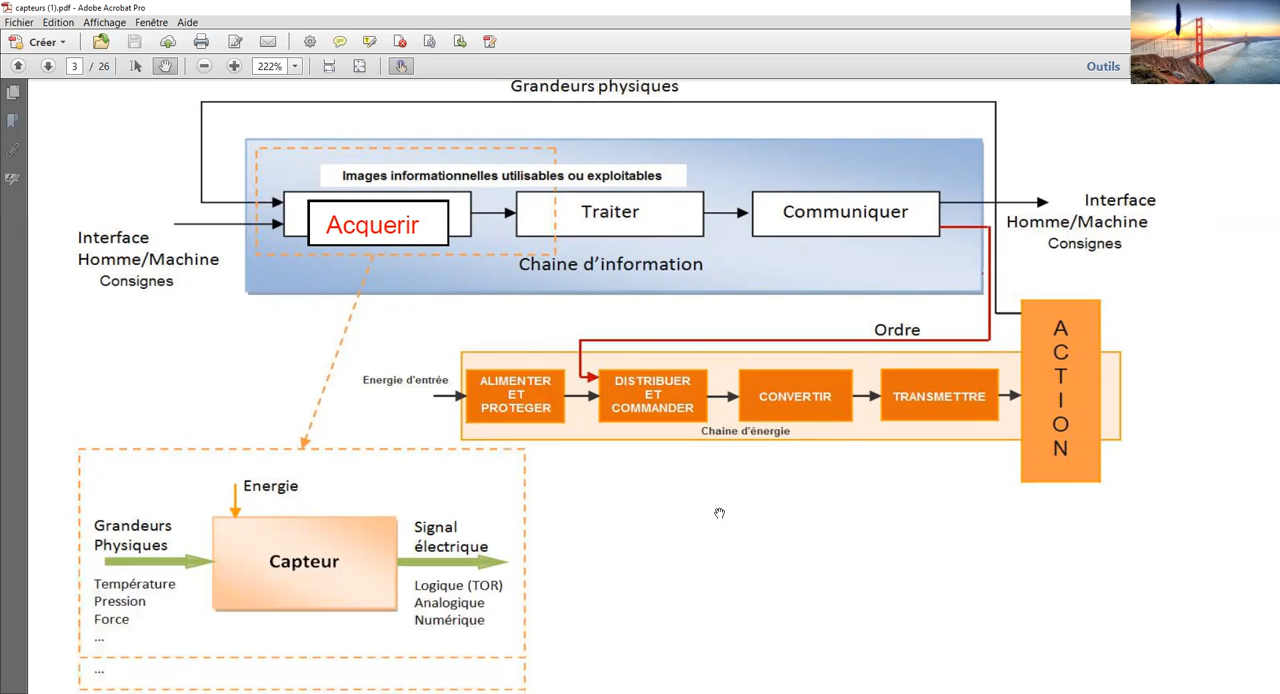 capteurs (1).pdf - Adobe Acrobat Pro
Fichier Edition Affichage Fenêtre Aide
Créer
3 / 26
222%
Outils
Grandeurs physiques
Images informationnelles utilisables ou exploitables
Acquerir
Traiter
Communiquer
Interface
Homme/Machine
Consignes
Interface
Homme/Machine
Consignes
Chaine d’information
Ordre
Energie d'entrée
ALIMENTER
ET
PROTEGER
DISTRIBUER
ET
COMMANDER
CONVERTIR
TRANSMETTRE
Chaine d'énergie
A
C
T
I
O
N
Energie
Grandeurs
Physiques
Capteur
Signal
électrique
Température
Pression
Force
...
Logique (TOR)
Analogique
Numérique
...